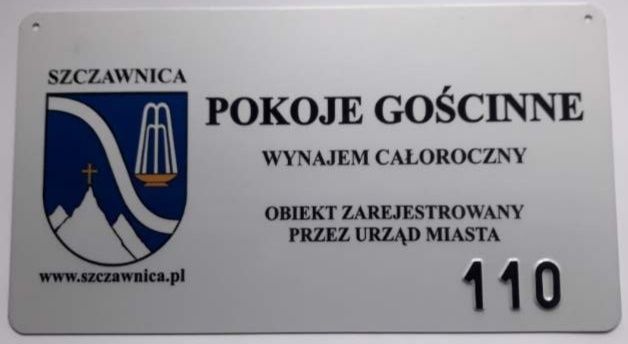 SZCZAWNICA
www.szczawnica.pl
POKOJE GOŚCINNE
WYNAJEM CAŁOROCZNY
OBIEKT ZAREJESTROWANY
PRZEZ URZĄD MIASTA
110